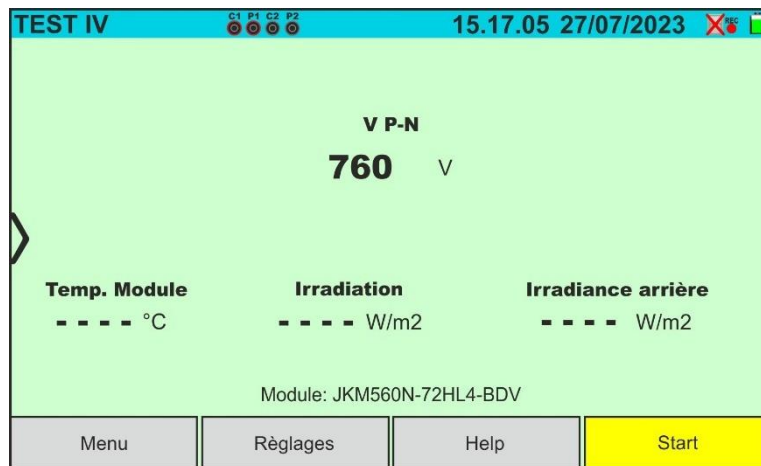 TEST IV C1 P1 C2 P2 15.17.05 27/07/2023 REC
V P-N
760 V
Temp. Module Irradiation Irradiance arrière
- - - - °C - - - - W/m2 - - - - W/m2
Module: JKM560N-72HL4-BDV
Menu Règlages Help Start